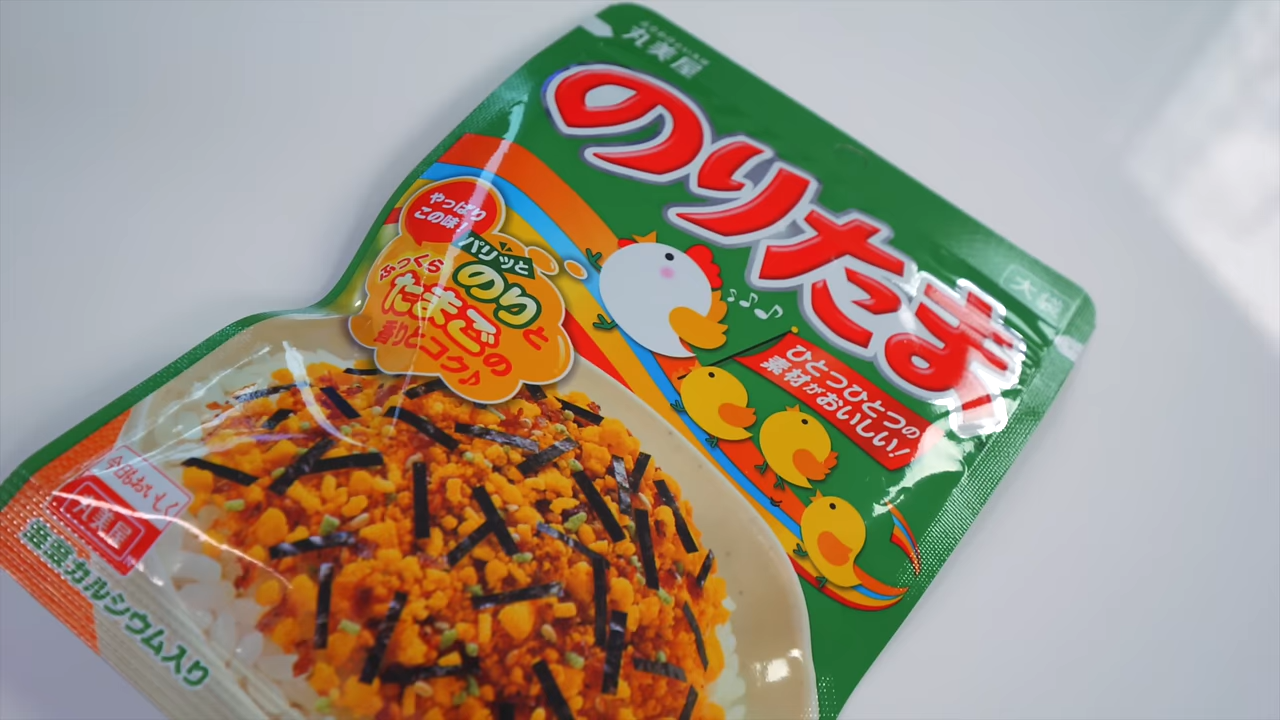 丸美屋
のりたま
大袋
やっぱり
この味!
パリッと
のりと
ふっくら
たまごの
香りとコク♪
ひとつひとつの
素材がおいしい!
丸美屋
カルシウム入り